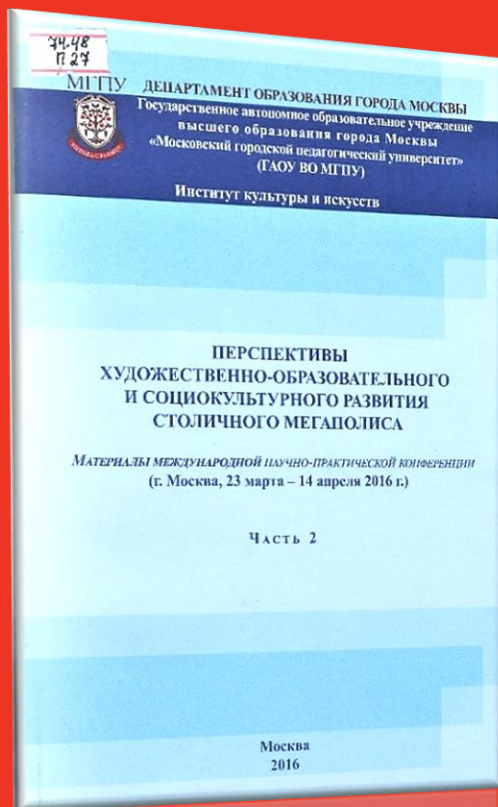 74.48
П 27
МГПУ
ДЕПАРТАМЕНТ ОБРАЗОВАНИЯ ГОРОДА МОСКВЫ
Государственное автономное образовательное учреждение
высшего образования города Москвы
«Московский городской педагогический университет»
(ГАОУ ВО МГПУ)
Институт культуры и искусств
ПЕРСПЕКТИВЫ
ХУДОЖЕСТВЕННО-ОБРАЗОВАТЕЛЬНОГО
И СОЦИОКУЛЬТУРНОГО РАЗВИТИЯ
СТОЛИЧНОГО МЕГАПОЛИСА
МАТЕРИАЛЫ МЕЖДУНАРОДНОЙ НАУЧНО-ПРАКТИЧЕСКОЙ КОНФЕРЕНЦИИ
(г. Москва, 23 марта – 14 апреля 2016 г.)
ЧАСТЬ 2
Москва
2016